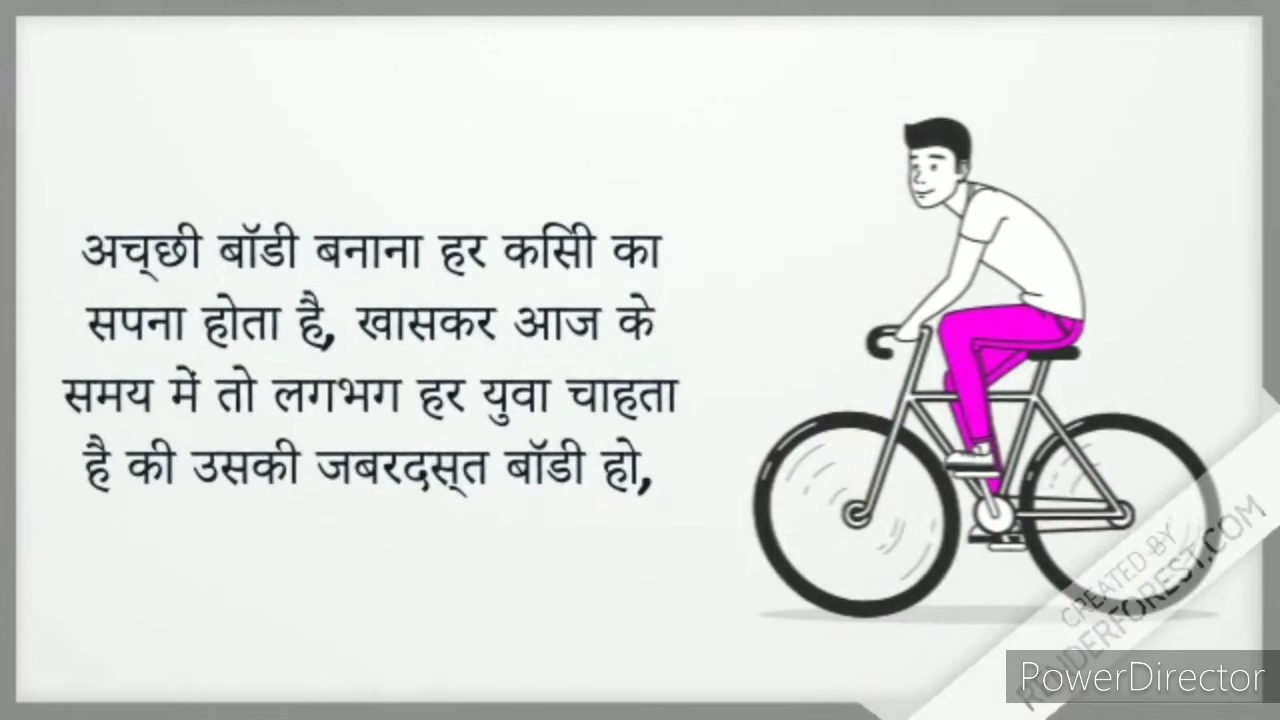 अच्छी बॉडी बनाना हर किसी का
सपना होता है, खासकर आज के
समय में तो लगभग हर युवा चाहता
है की उसकी जबरदस्त बॉडी हो,
CREATED BY
RENDERFOREST.COM
PowerDirector